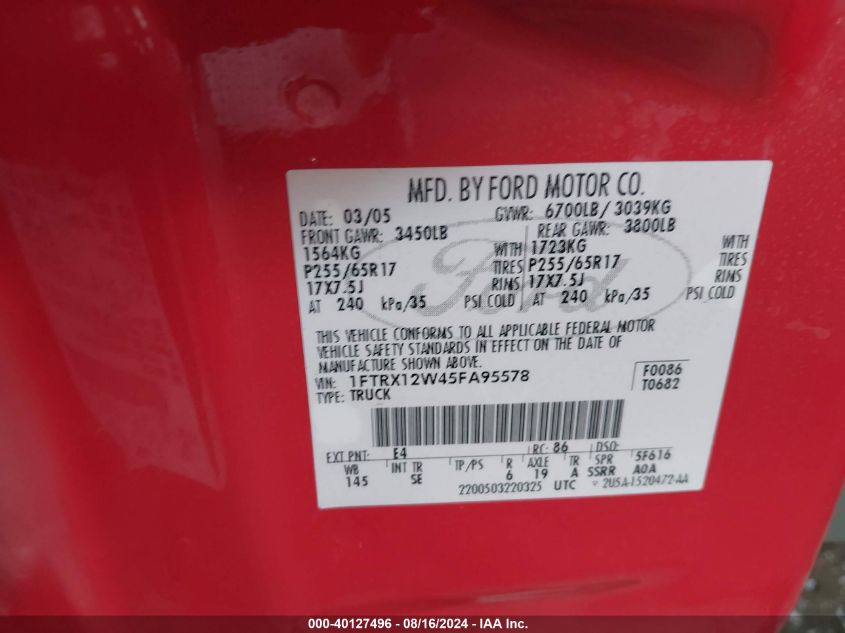 MFD. BY FORD MOTOR CO.
DATE: 03/05 GVWR: 6700LB/ 3039KG
FRONT GAWR: 3450LB REAR GAWR: 3800LB
1564KG WITH 1723KG WITH
P255/65R17 TIRES P255/65R17 TIRES
17X7.5J RIMS 17X7.5J RIMS
AT 240 kPa/35 PSI COLD AT 240 kPa/35 PSI COLD
Ford
THIS VEHICLE CONFORMS TO ALL APPLICABLE FEDERAL MOTOR
VEHICLE SAFETY STANDARDS IN EFFECT ON THE DATE OF
MANUFACTURE SHOWN ABOVE.
VIN: 1FTRX12W45FA95578 F0086
TYPE: TRUCK T0682
EXT PNT: E4 RC: 86 DSO:
WB INT TR TP/PS R AXLE TR SPR 5F616
145 SE 6 19 A SSRR A0A
2200503220325 UTC 2U5A-1520472-AA
000-40127496 - 08/16/2024 - IAA Inc.